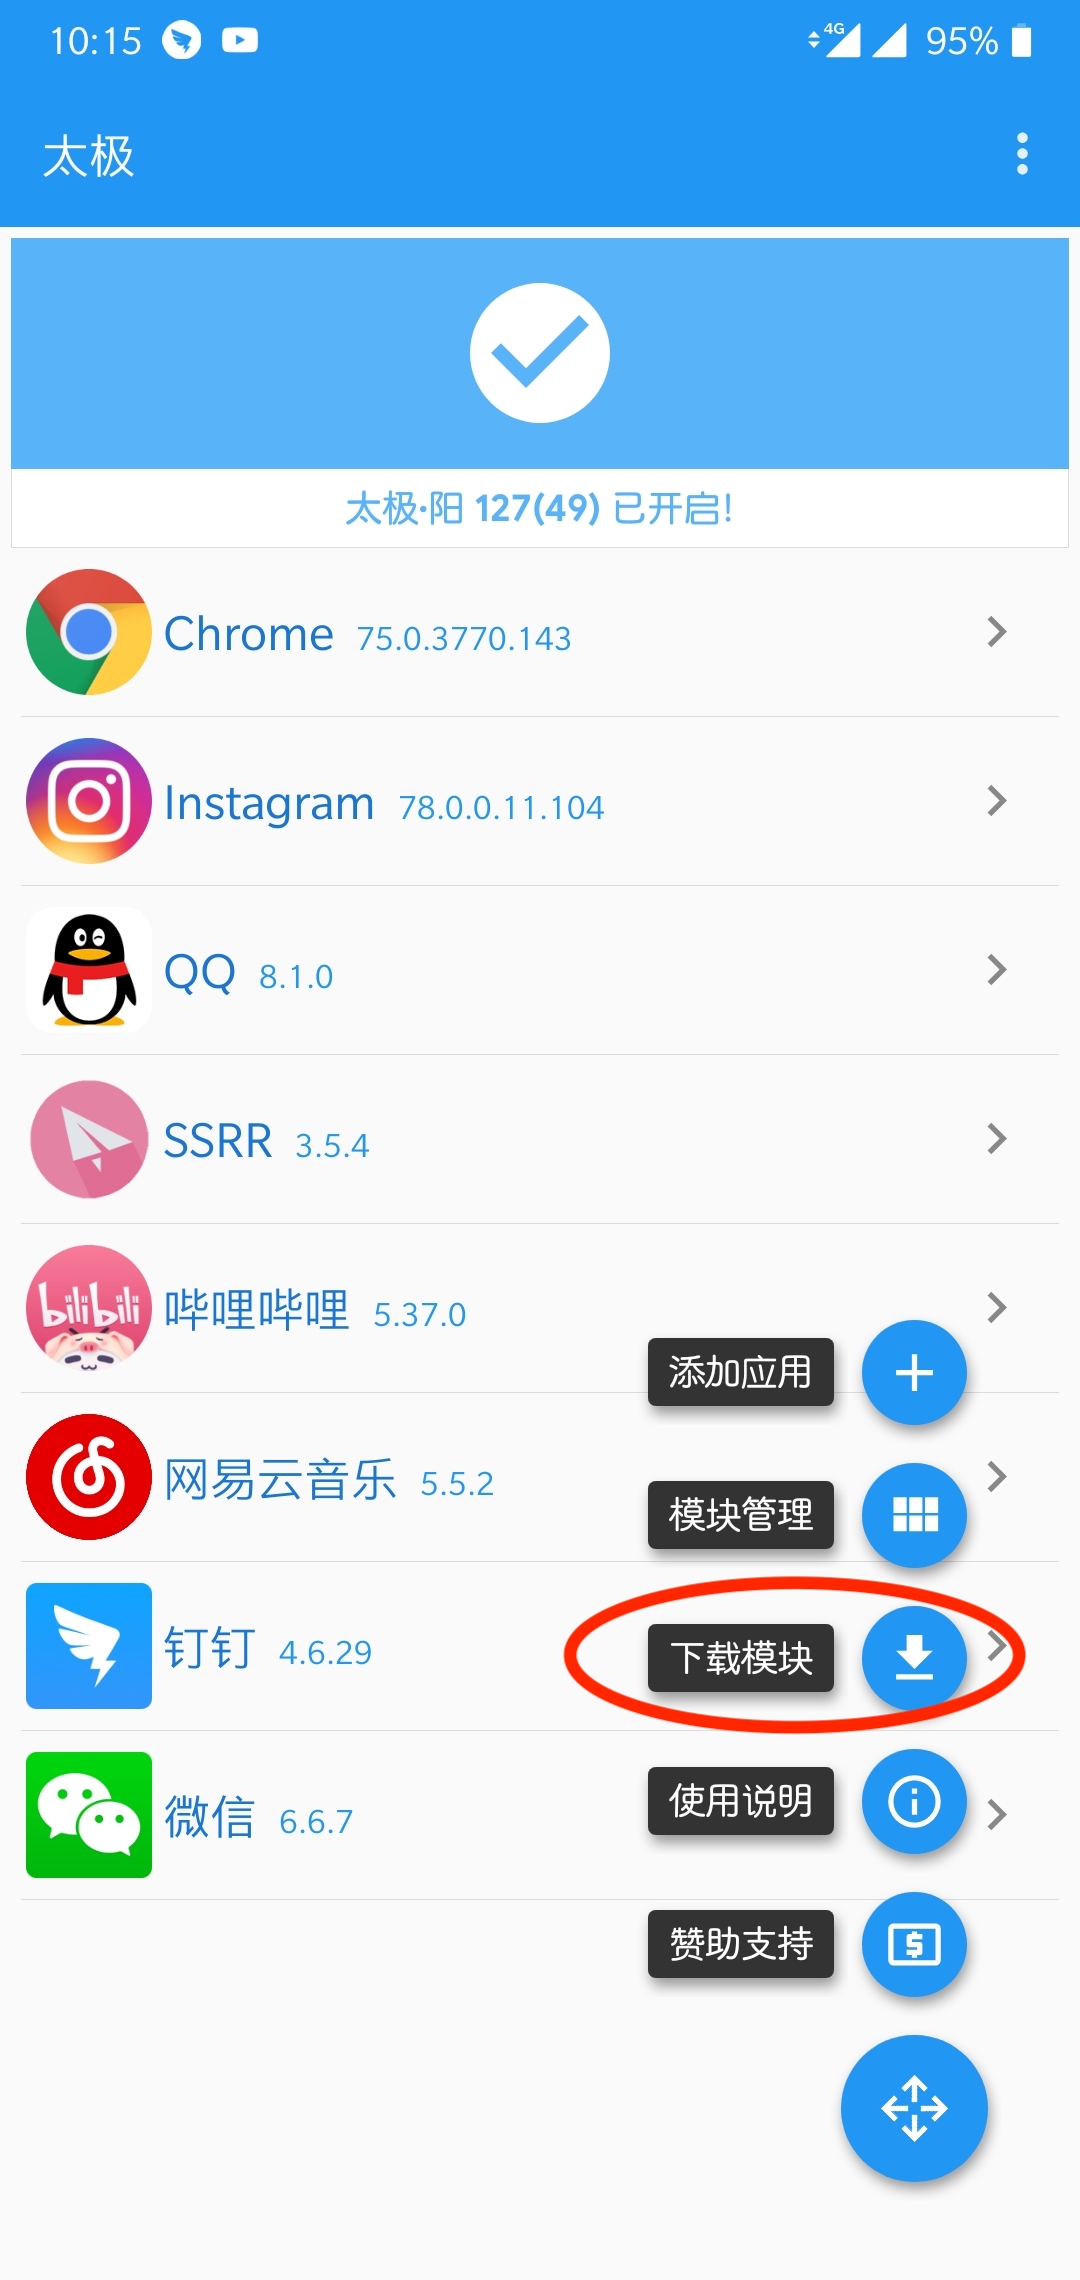 10:15 4G 95%
太极
太极·阳 127(49) 已开启!
Chrome 75.0.3770.143
Instagram 78.0.0.11.104
QQ 8.1.0
SSRR 3.5.4
bilibili
哔哩哔哩 5.37.0
添加应用
网易云音乐 5.5.2
模块管理
钉钉 4.6.29
下载模块
微信 6.6.7
使用说明
赞助支持